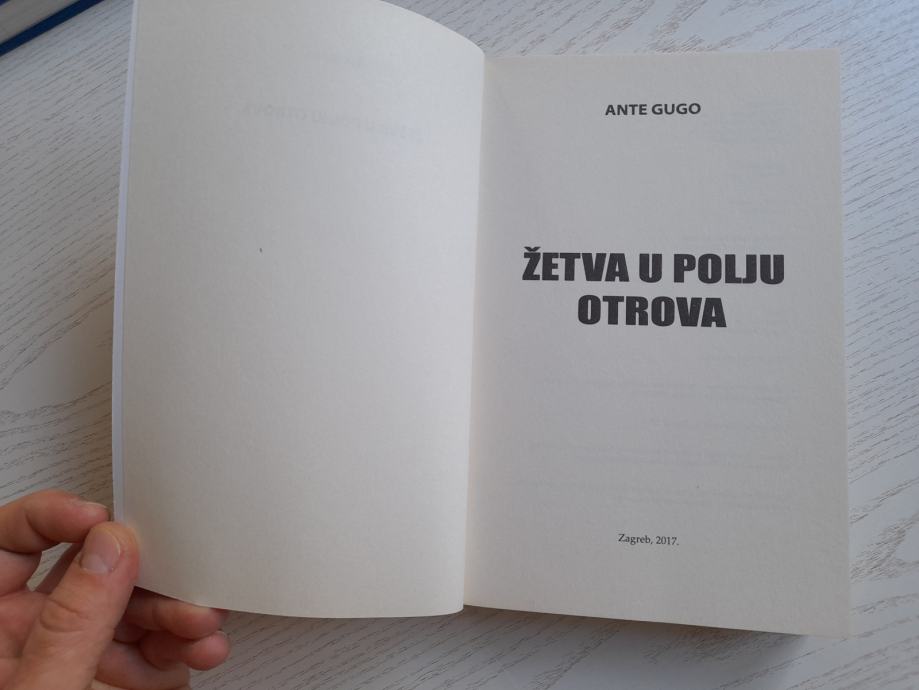 ANTE GUGO
ŽETVA U POLJU
OTROVA
Zagreb, 2017.